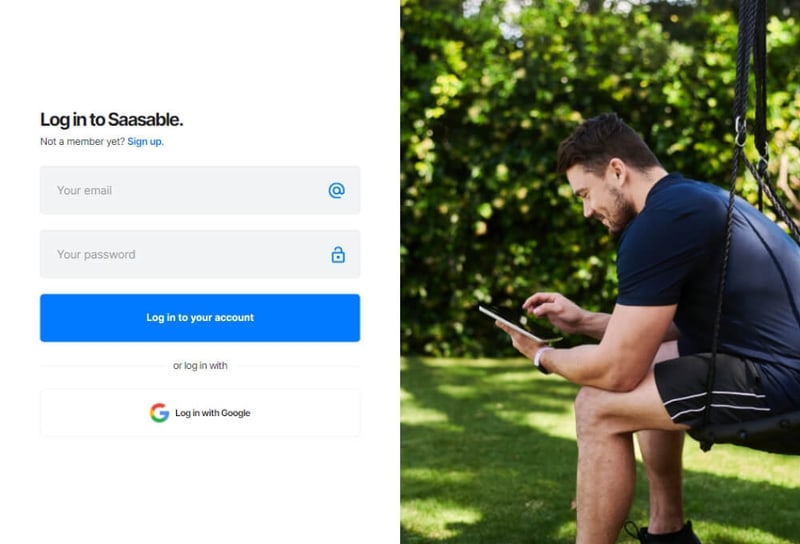 Log in to Saasable.
Not a member yet? Sign up.
Your email
Your password
Log in to your account
or log in with
Log in with Google